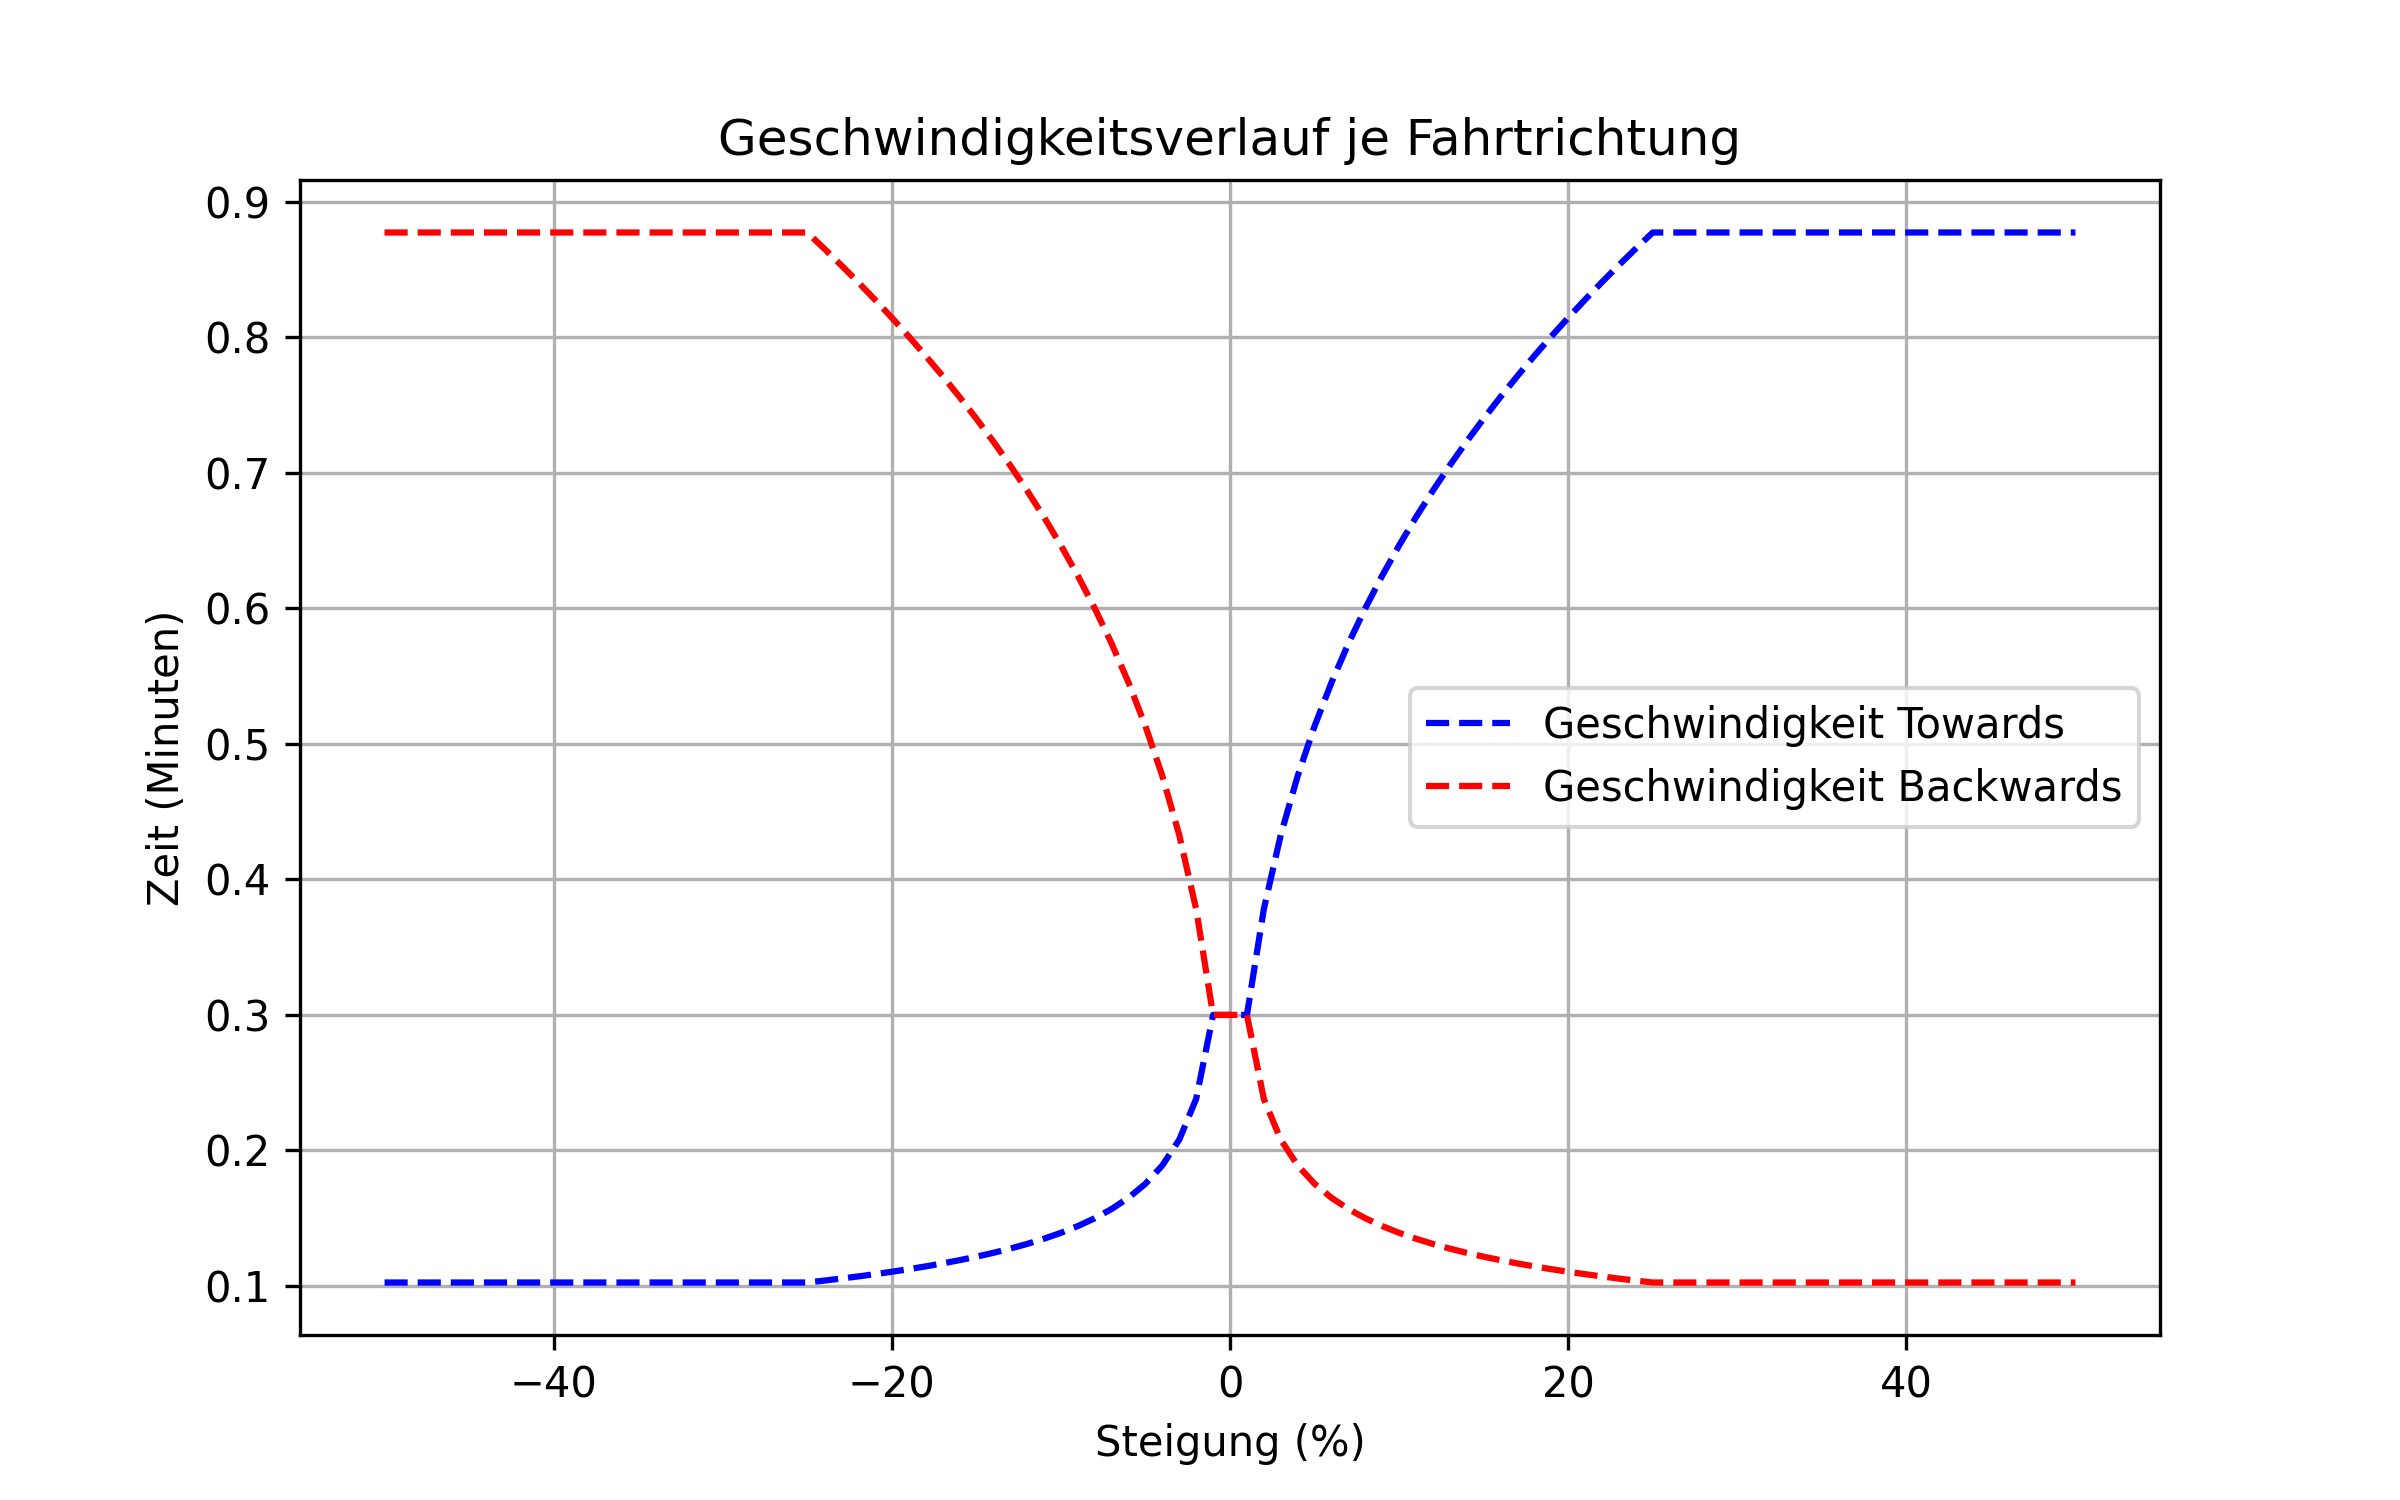 Geschwindigkeitsverlauf je Fahrtrichtung
0.9
0.8
0.7
0.6
0.5
0.4
0.3
0.2
0.1
Zeit (Minuten)
Geschwindigkeit Towards
Geschwindigkeit Backwards
−40
−20
0
20
40
Steigung (%)